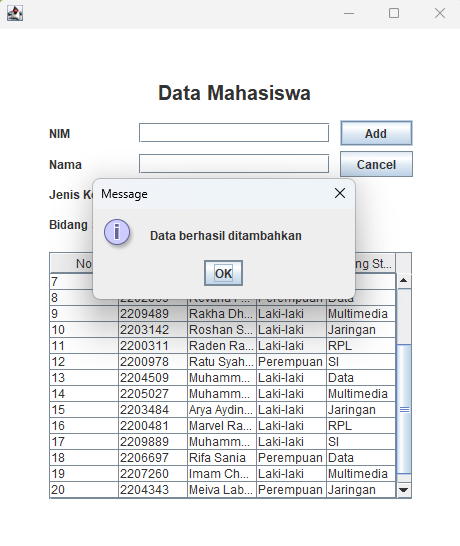 Data Mahasiswa
NIM
Add
Nama
Cancel
Jenis Ke
Bidang
Message
Data berhasil ditambahkan
OK
No
ng St...
7
8 Perempuan Data
9 2209489 Rakha Dh... Laki-laki Multimedia
10 2203142 Roshan S... Laki-laki Jaringan
11 2200311 Raden Ra... Laki-laki RPL
12 2200978 Ratu Syah... Perempuan SI
13 2204509 Muhamm... Laki-laki Data
14 2205027 Muhamm... Laki-laki Multimedia
15 2203484 Arya Aydin... Laki-laki Jaringan
16 2200481 Marvel Ra... Laki-laki RPL
17 2209889 Muhamm... Laki-laki SI
18 2206697 Rifa Sania Perempuan Data
19 2207260 Imam Ch... Laki-laki Multimedia
20 2204343 Meiva Lab... Perempuan Jaringan